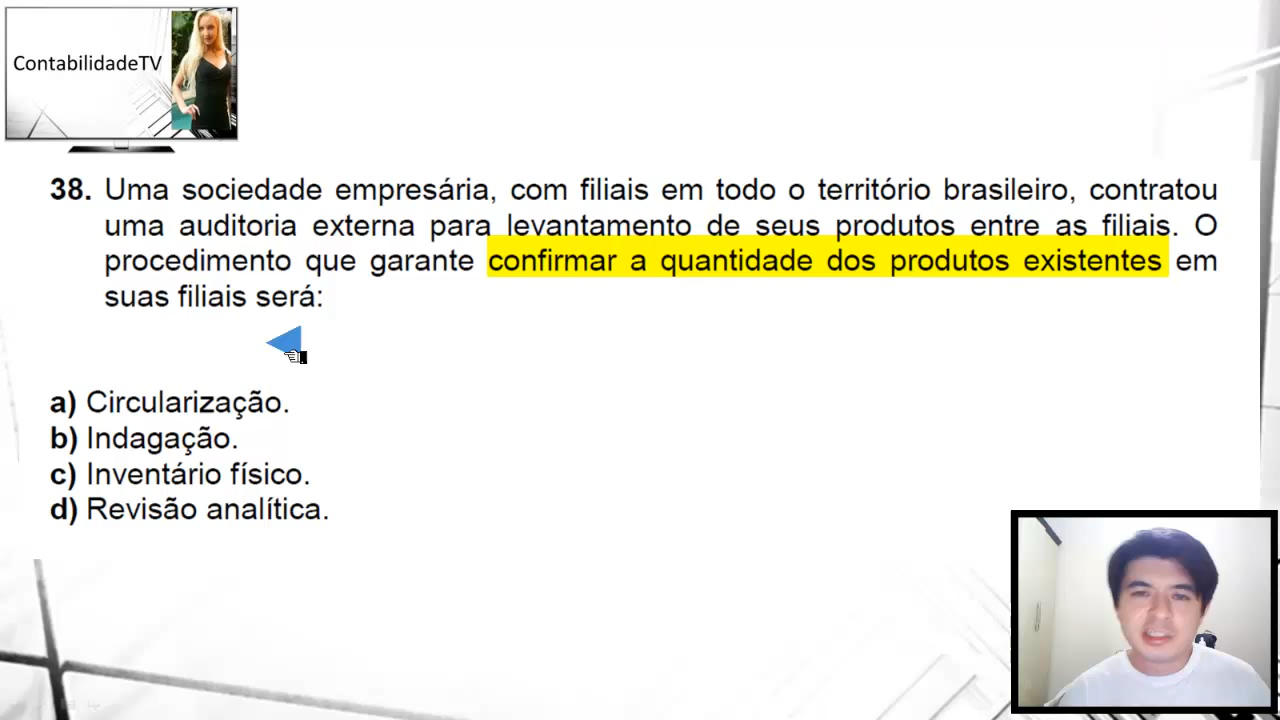 ContabilidadeTV
38. Uma sociedade empresária, com filiais em todo o território brasileiro, contratou
uma auditoria externa para levantamento de seus produtos entre as filiais. O
procedimento que garante confirmar a quantidade dos produtos existentes em
suas filiais será:
a) Circularização.
b) Indagação.
c) Inventário físico.
d) Revisão analítica.